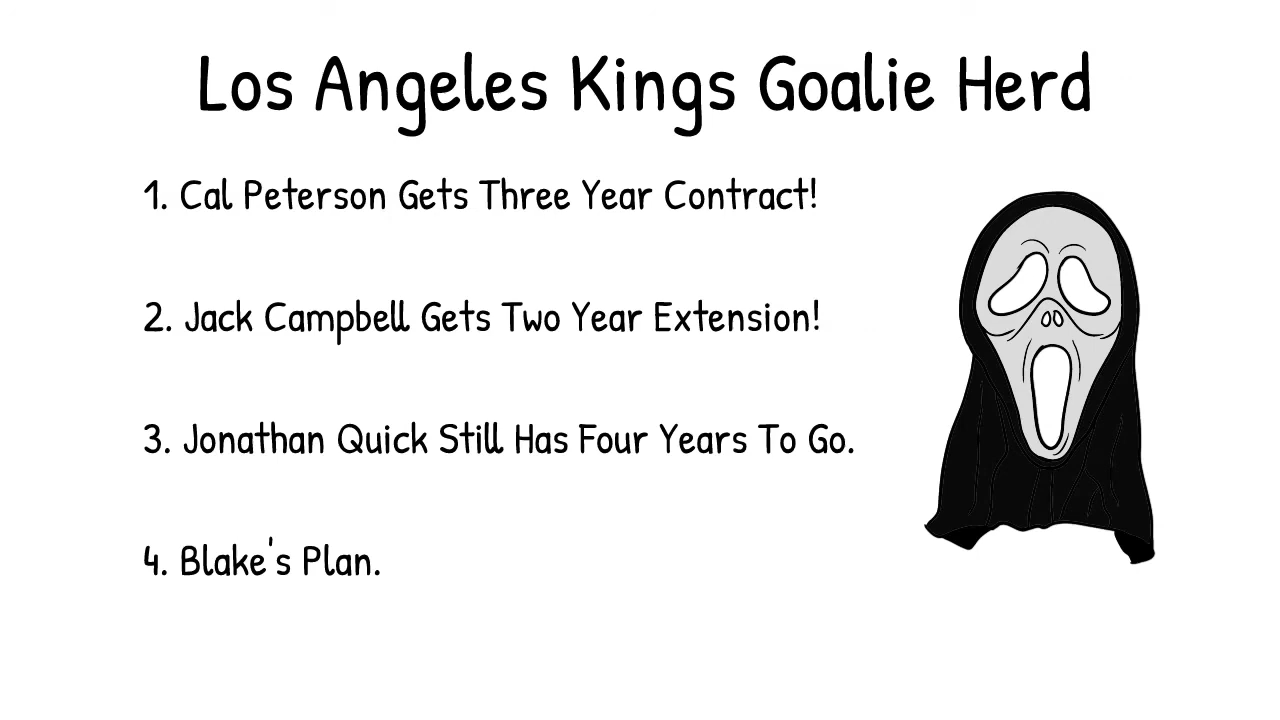 Los Angeles Kings Goalie Herd
1. Cal Peterson Gets Three Year Contract!
2. Jack Campbell Gets Two Year Extension!
3. Jonathan Quick Still Has Four Years To Go.
4. Blake's Plan.